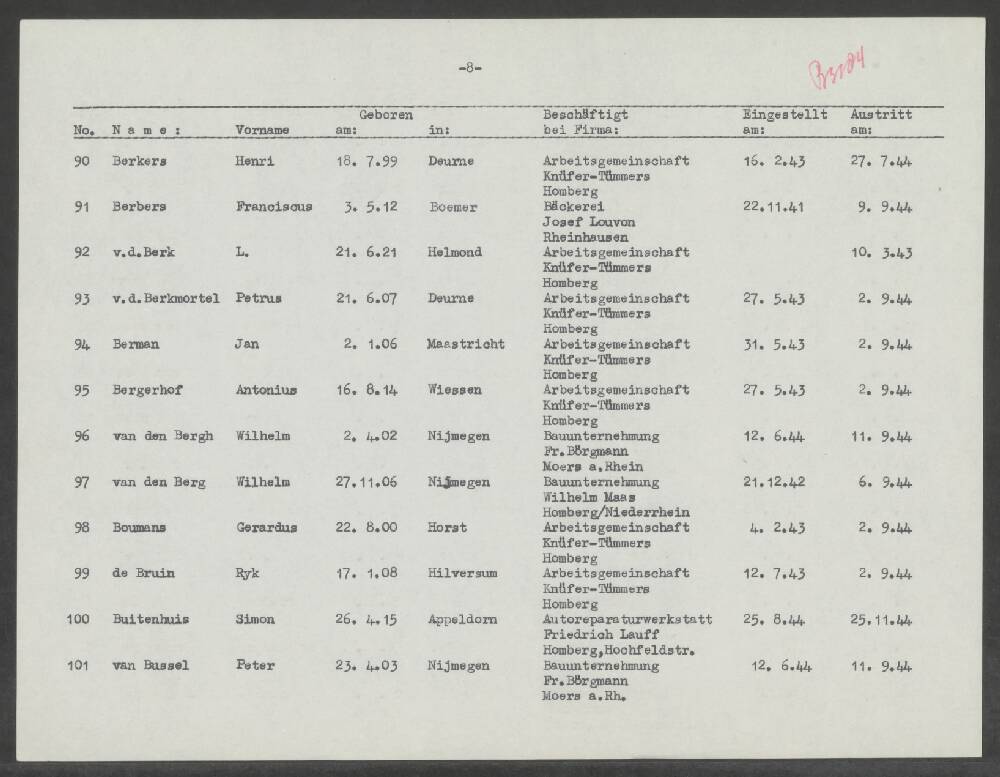 -8-
Geboren Beschäftigt Eingestellt Austritt
No. N a m e : Vorname am: in: bei Firma: am: am:
90 Berkers Henri 18. 7.99 Deurne Arbeitsgemeinschaft 16. 2.43 27. 7.44
Knüfer-Tümmers
Homberg
91 Berbers Franciscus 3. 5.12 Boemer Bäckerei 22.11.41 9. 9.44
Josef Louvon
Rheinhausen
92 v.d.Berk L. 21. 6.21 Helmond Arbeitsgemeinschaft 10. 3.43
Knüfer-Tümmers
Homberg
93 v.d.Berkmortel Petrus 21. 6.07 Deurne Arbeitsgemeinschaft 27. 5.43 2. 9.44
Knüfer-Tümmers
Homberg
94 Berman Jan 2. 1.06 Maastricht Arbeitsgemeinschaft 31. 5.43 2. 9.44
Knüfer-Tümmers
Homberg
95 Bergerhof Antonius 16. 8.14 Wiessen Arbeitsgemeinschaft 27. 5.43 2. 9.44
Knüfer-Tümmers
Homberg
96 van den Bergh Wilhelm 2. 4.02 Nijmegen Bauunternehmung 12. 6.44 11. 9.44
Fr.Börgmann
Moers a.Rhein
97 van den Berg Wilhelm 27.11.06 Nijmegen Bauunternehmung 21.12.42 6. 9.44
Wilhelm Maas
Homberg/Niederrhein
98 Boumans Gerardus 22. 8.00 Horst Arbeitsgemeinschaft 4. 2.43 2. 9.44
Knüfer-Tümmers
Homberg
99 de Bruin Ryk 17. 1.08 Hilversum Arbeitsgemeinschaft 12. 7.43 2. 9.44
Knüfer-Tümmers
Homberg
100 Buitenhuis Simon 26. 4.15 Appeldorn Autoreparaturwerkstatt 25. 8.44 25.11.44
Friedrich Lauff
Homberg,Hochfeldstr.
101 van Bussel Peter 23. 4.03 Nijmegen Bauunternehmung 12. 6.44 11. 9.44
Fr.Börgmann
Moers a.Rh.